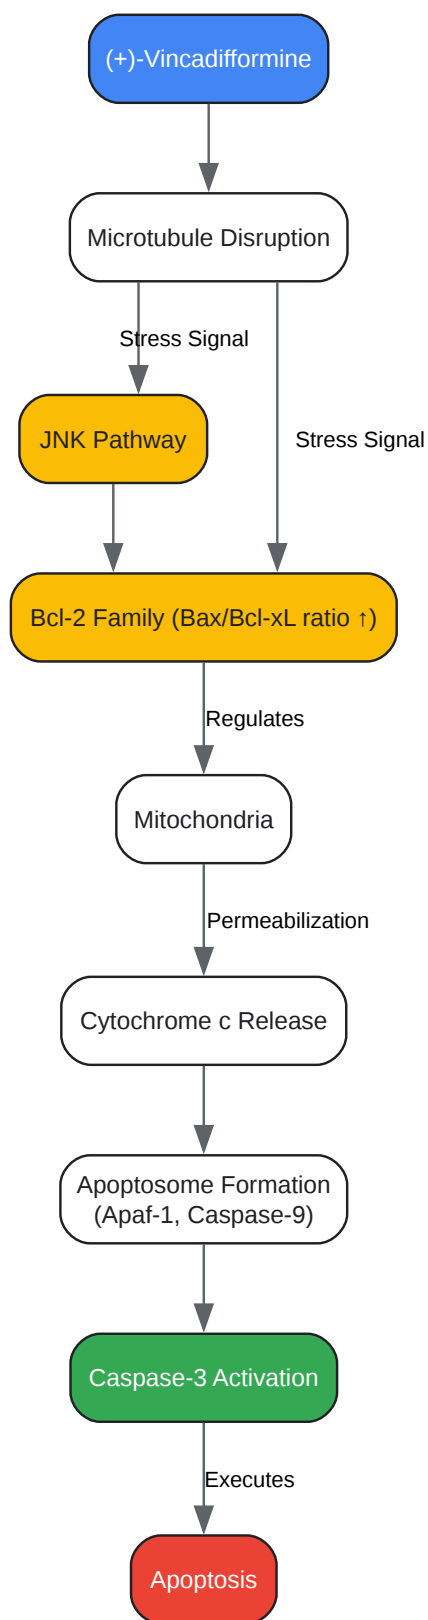 (+)-Vincadifformine
Microtubule Disruption
Stress Signal
JNK Pathway
Stress Signal
Bcl-2 Family (Bax/Bcl-xL ratio ↑)
Regulates
Mitochondria
Permeabilization
Cytochrome c Release
Apoptosome Formation
(Apaf-1, Caspase-9)
Caspase-3 Activation
Executes
Apoptosis